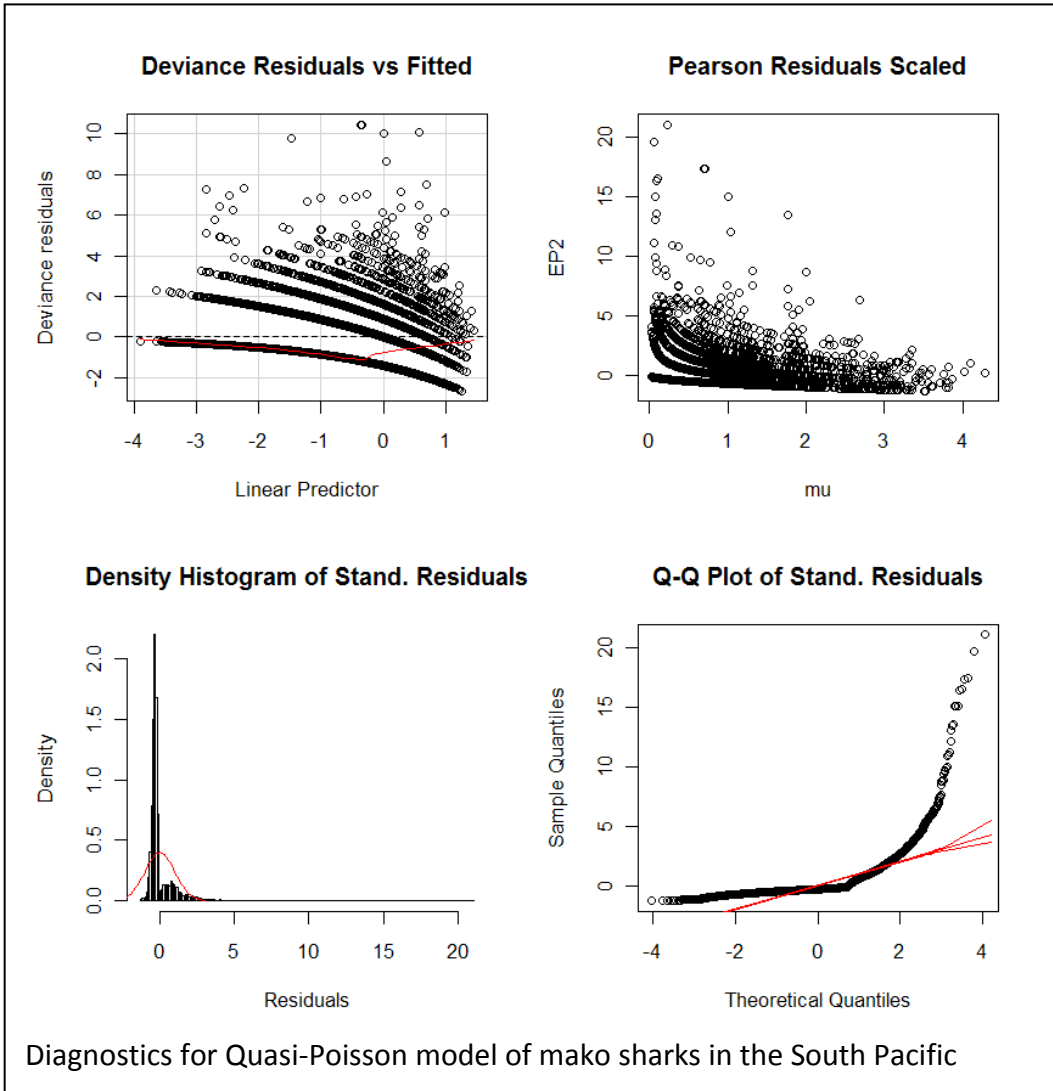 Deviance Residuals vs Fitted
Deviance residuals
10
8
6
4
2
0
-2
-4 -3 -2 -1 0 1
Linear Predictor
Pearson Residuals Scaled
EP2
20
15
10
5
0
0 1 2 3 4
mu
Density Histogram of Stand. Residuals
Density
2.0
1.5
1.0
0.5
0.0
0 5 10 15 20
Residuals
Q-Q Plot of Stand. Residuals
Sample Quantiles
20
15
10
5
0
-4 -2 0 2 4
Theoretical Quantiles
Diagnostics for Quasi-Poisson model of mako sharks in the South Pacific